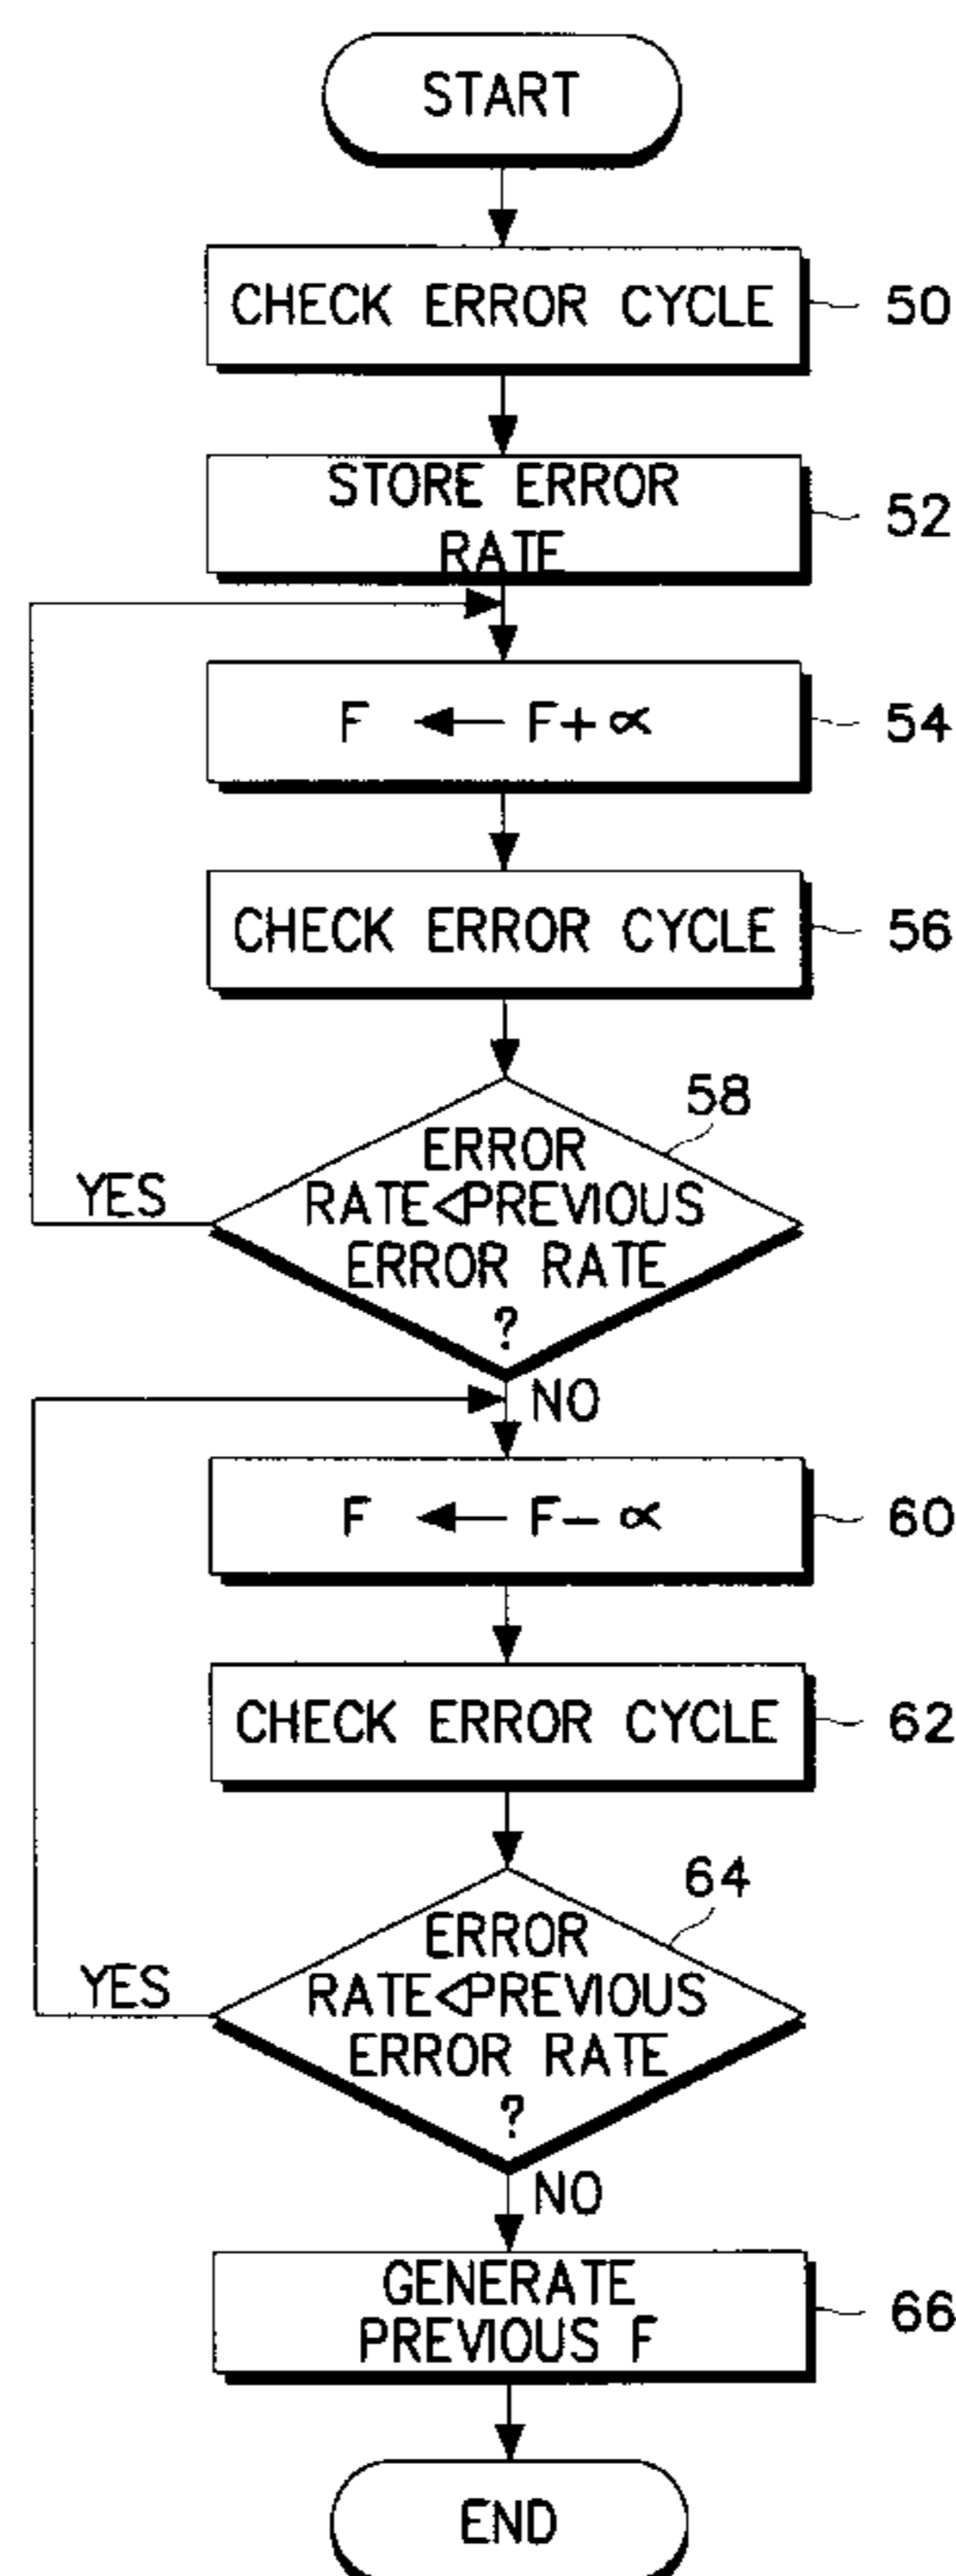 START
CHECK ERROR CYCLE
50
STORE ERROR
RATE
52
F ← F+ ∝
54
CHECK ERROR CYCLE
56
58
ERROR
RATE<PREVIOUS
ERROR RATE
?
YES
NO
F ← F- ∝
60
CHECK ERROR CYCLE
62
64
ERROR
RATE<PREVIOUS
ERROR RATE
?
YES
NO
GENERATE
PREVIOUS F
66
END